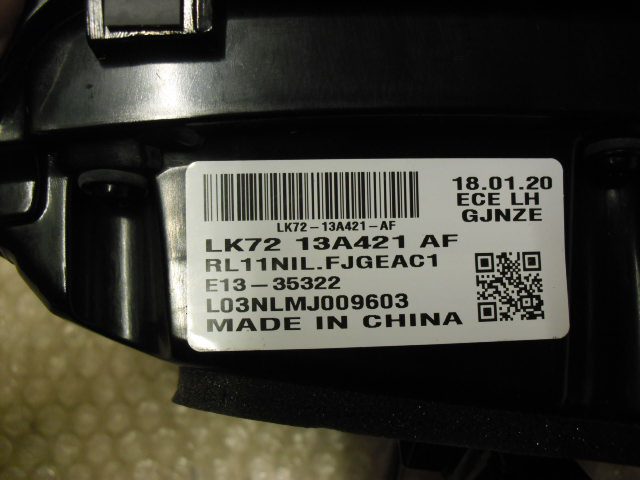 LK72-13A421-AF
18.01.20
ECE LH
GJNZE
LK72 13A421 AF
RL11NIL.FJGEAC1
E13-35322
L03NLMJ009603
MADE IN CHINA